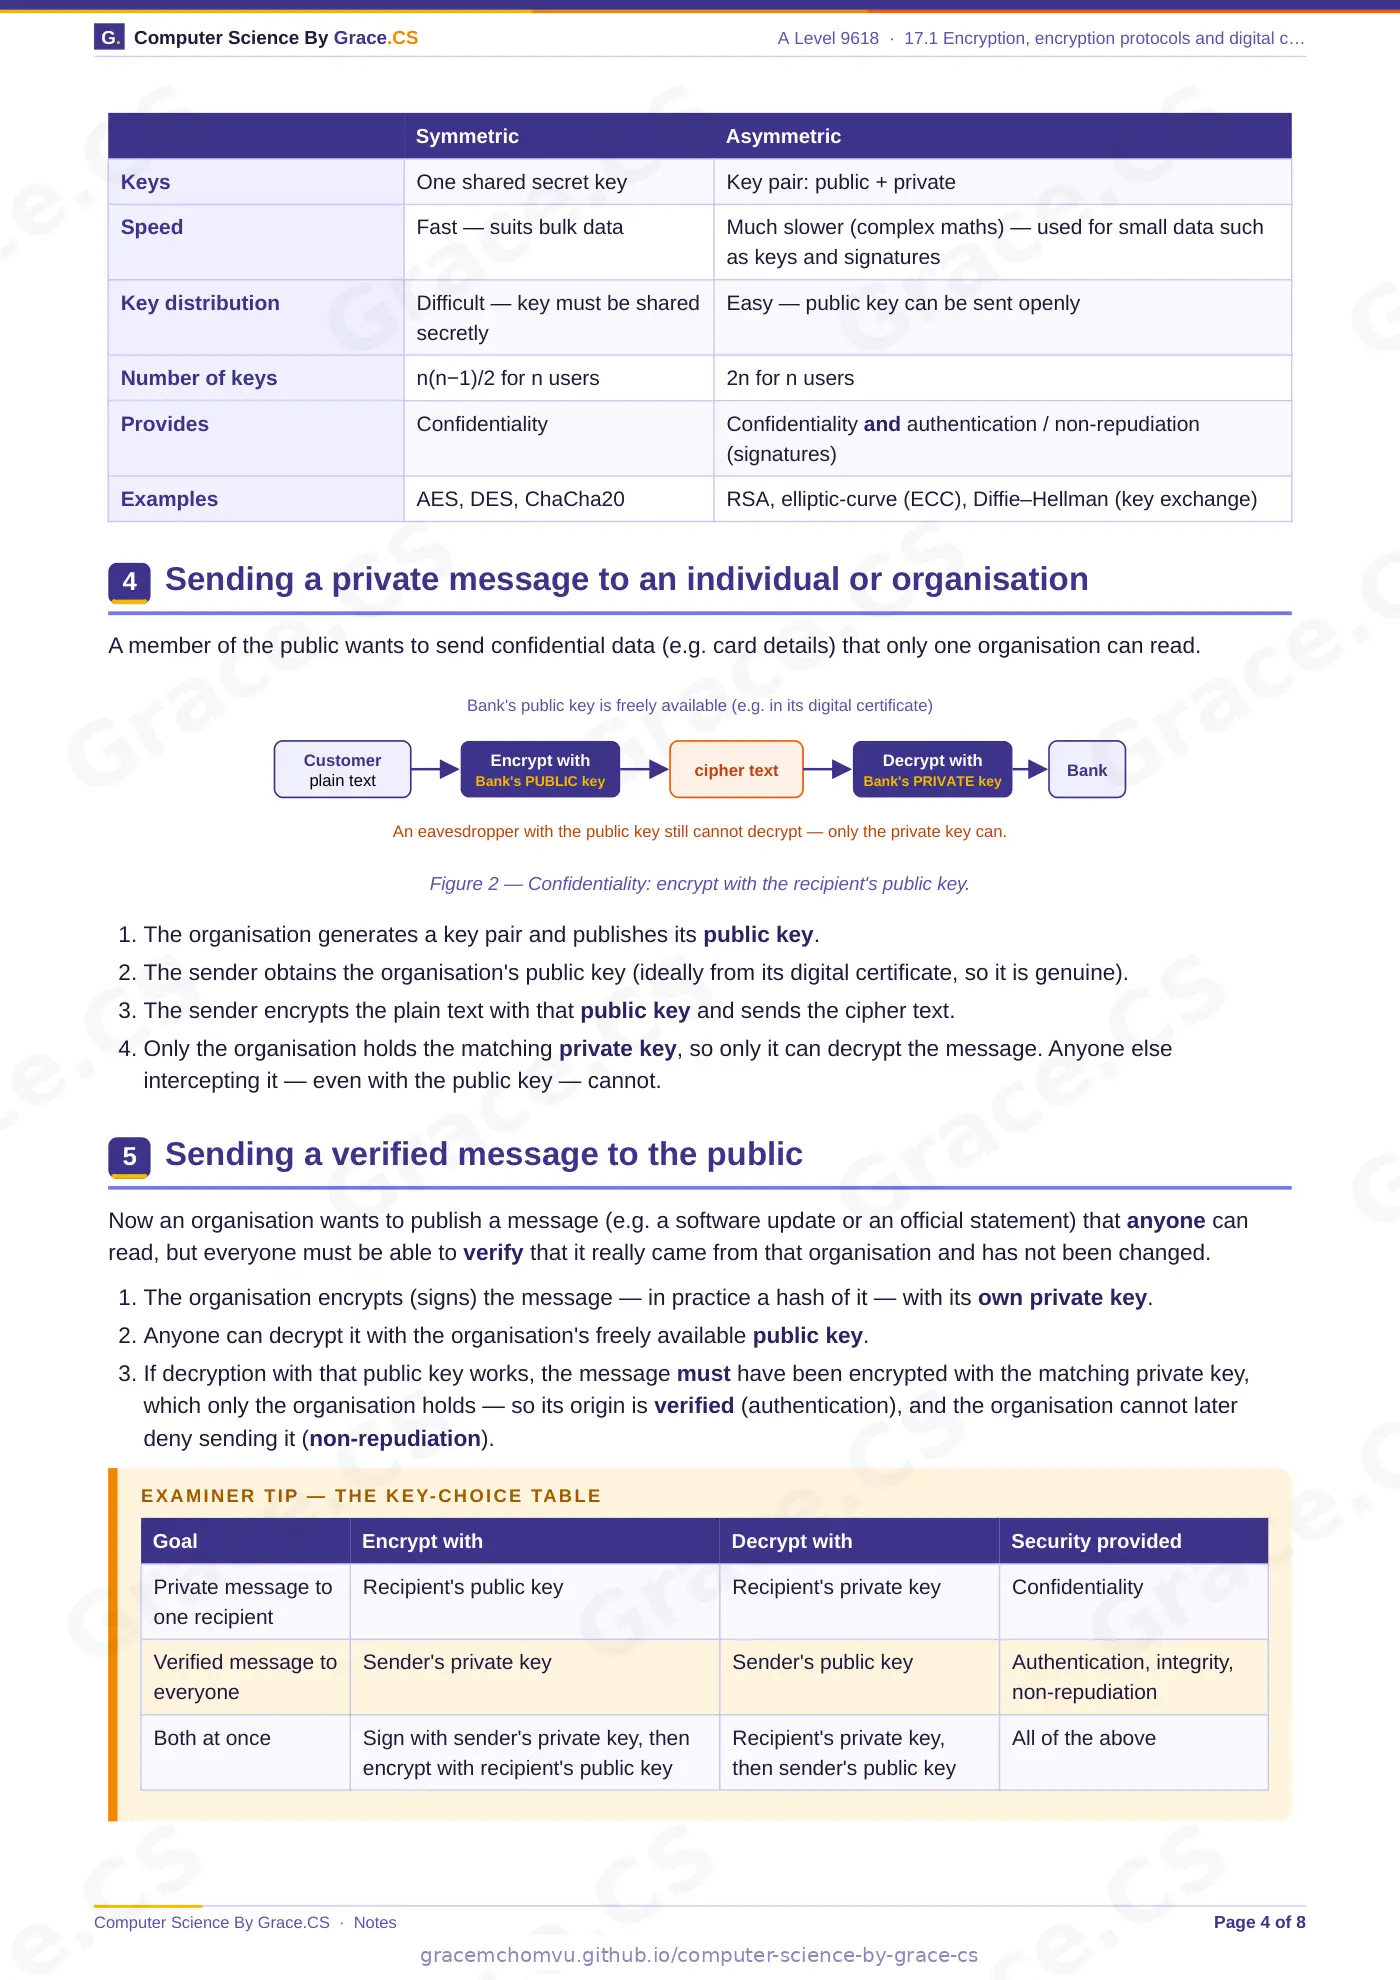 G. Computer Science By Grace.CS
A Level 9618 · 17.1 Encryption, encryption protocols and digital c…
Symmetric Asymmetric
Keys One shared secret key Key pair: public + private
Speed Fast — suits bulk data Much slower (complex maths) — used for small data such
as keys and signatures
Key distribution Difficult — key must be shared Easy — public key can be sent openly
secretly
Number of keys n(n−1)/2 for n users 2n for n users
Provides Confidentiality Confidentiality and authentication / non-repudiation
(signatures)
Examples AES, DES, ChaCha20 RSA, elliptic-curve (ECC), Diffie–Hellman (key exchange)
4 Sending a private message to an individual or organisation
A member of the public wants to send confidential data (e.g. card details) that only one organisation can read.
Bank's public key is freely available (e.g. in its digital certificate)
Customer Encrypt with cipher text Decrypt with Bank
plain text Bank's PUBLIC key Bank's PRIVATE key
An eavesdropper with the public key still cannot decrypt — only the private key can.
Figure 2 — Confidentiality: encrypt with the recipient's public key.
1. The organisation generates a key pair and publishes its public key.
2. The sender obtains the organisation's public key (ideally from its digital certificate, so it is genuine).
3. The sender encrypts the plain text with that public key and sends the cipher text.
4. Only the organisation holds the matching private key, so only it can decrypt the message. Anyone else
intercepting it — even with the public key — cannot.
5 Sending a verified message to the public
Now an organisation wants to publish a message (e.g. a software update or an official statement) that anyone can
read, but everyone must be able to verify that it really came from that organisation and has not been changed.
1. The organisation encrypts (signs) the message — in practice a hash of it — with its own private key.
2. Anyone can decrypt it with the organisation's freely available public key.
3. If decryption with that public key works, the message must have been encrypted with the matching private key,
which only the organisation holds — so its origin is verified (authentication), and the organisation cannot later
deny sending it (non-repudiation).
EXAMINER TIP — THE KEY-CHOICE TABLE
Goal Encrypt with Decrypt with Security provided
Private message to Recipient's public key Recipient's private key Confidentiality
one recipient
Verified message to Sender's private key Sender's public key Authentication, integrity,
everyone non-repudiation
Both at once Sign with sender's private key, then Recipient's private key, All of the above
encrypt with recipient's public key then sender's public key
Computer Science By Grace.CS · Notes
Page 4 of 8
gracemchomvu.github.io/computer-science-by-grace-cs